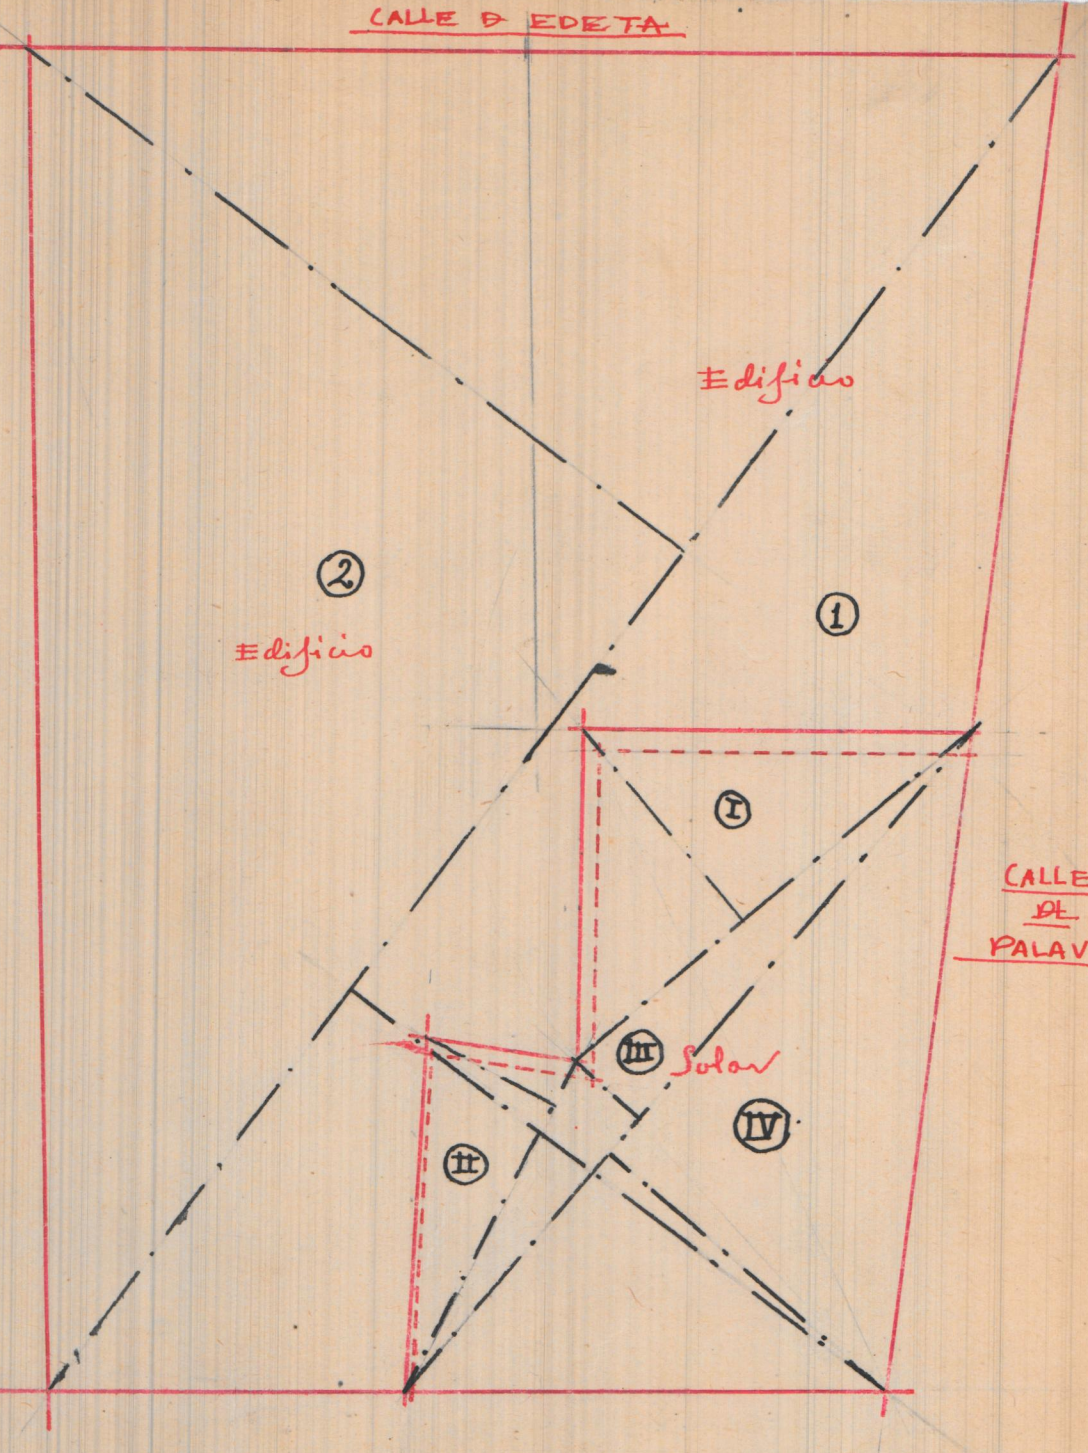 CALLE D EDETA
Edificio
2
1
Edificio
I
CALLE
DE
PALAV
III
Solar
IV
II